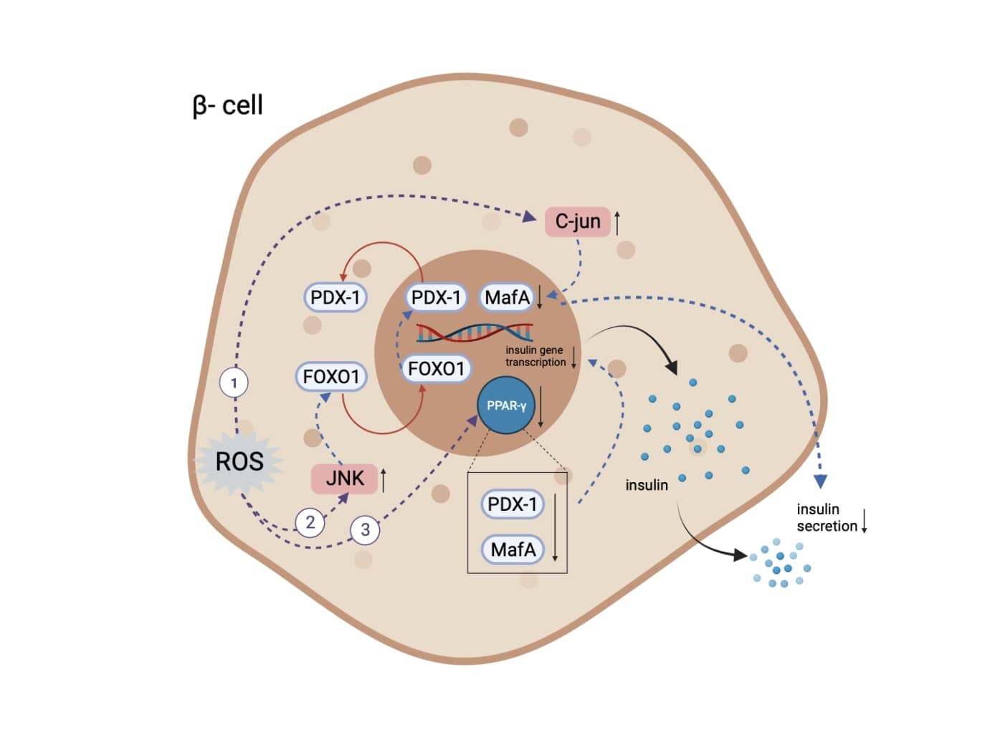 β- cell
C-jun
PDX-1
PDX-1
MafA
insulin gene
transcription
FOXO1
FOXO1
1
PPAR-γ
ROS
JNK
2
3
PDX-1
MafA
insulin
insulin
secretion